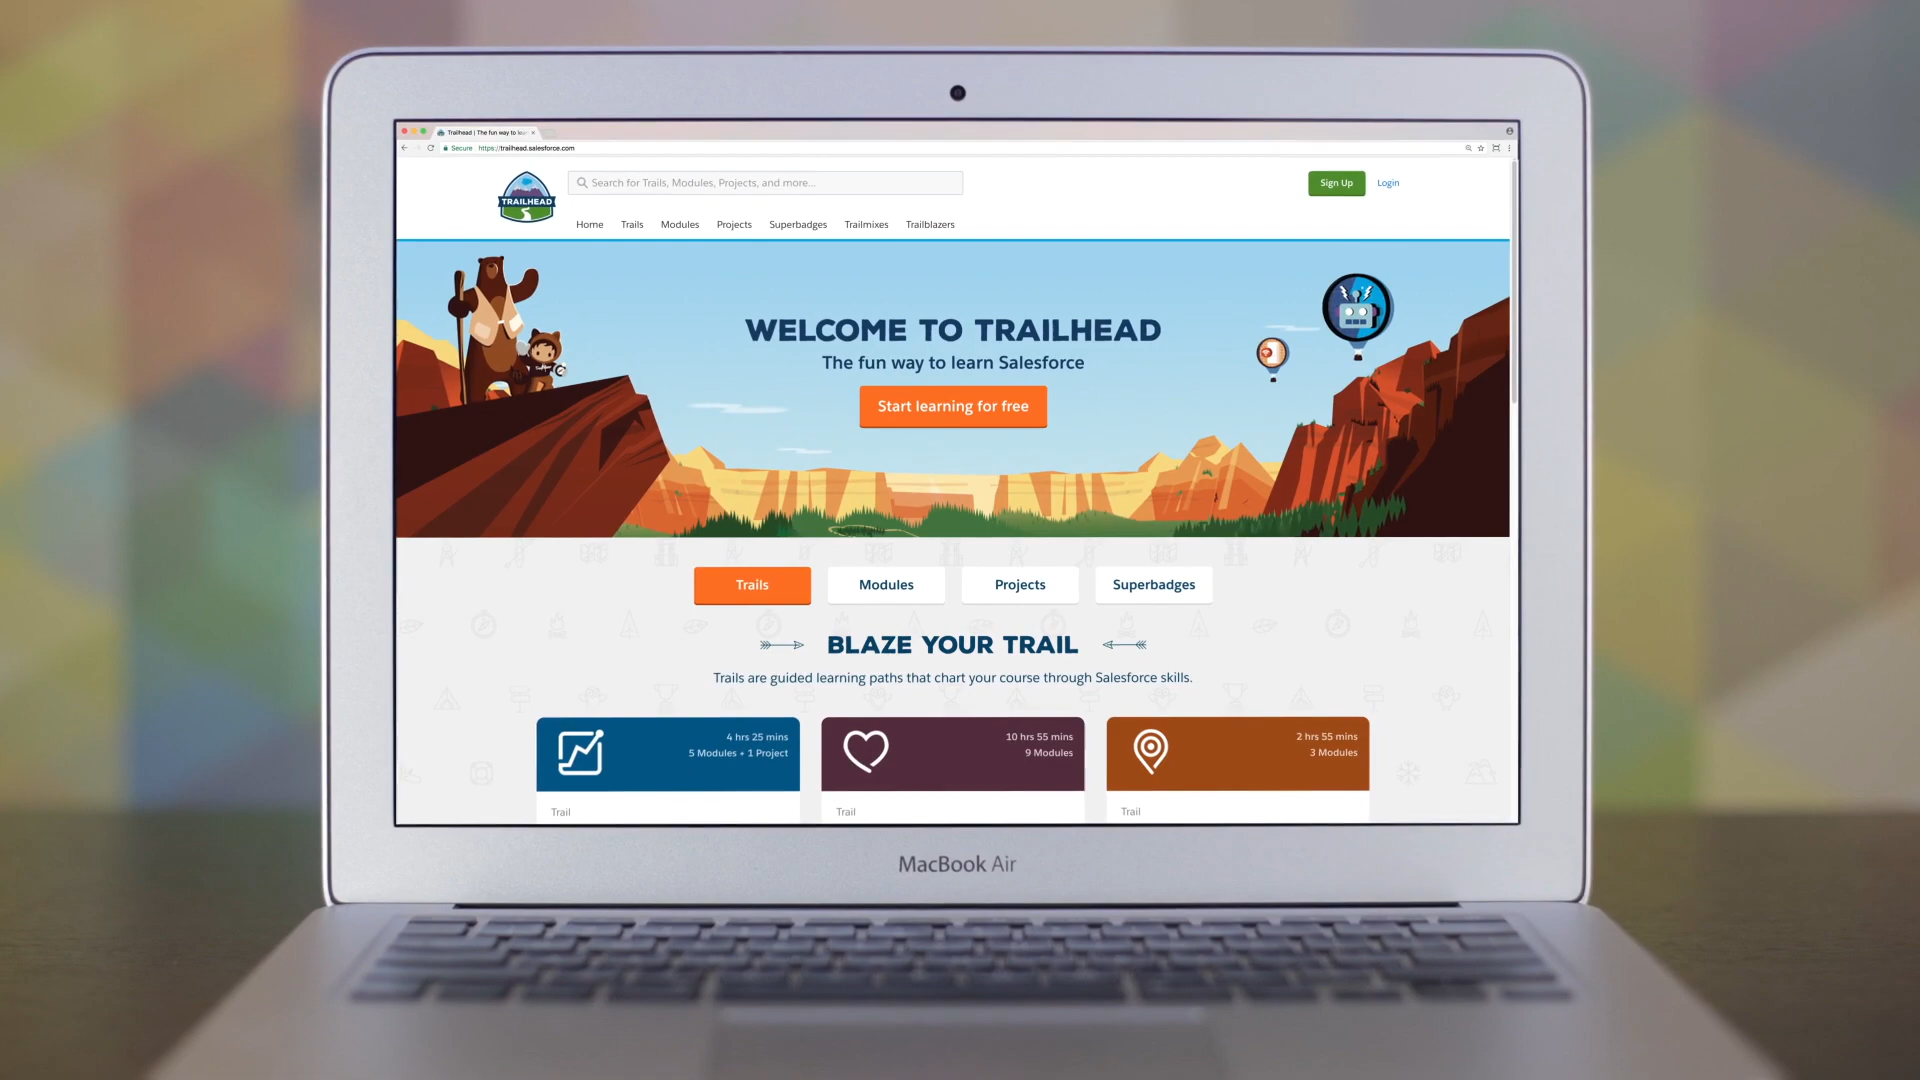 Trailhead | The fun way to lea
Secure https://trailhead.salesforce.com
TRAILHEAD
Search for Trails, Modules, Projects, and more...
Sign Up
Login
Home Trails Modules Projects Superbadges Trailmixes Trailblazers
WELCOME TO TRAILHEAD
The fun way to learn Salesforce
Start learning for free
Trails Modules Projects Superbadges
BLAZE YOUR TRAIL
Trails are guided learning paths that chart your course through Salesforce skills.
4 hrs 25 mins
5 Modules + 1 Project
Trail
10 hrs 55 mins
9 Modules
Trail
2 hrs 55 mins
3 Modules
Trail
MacBook Air